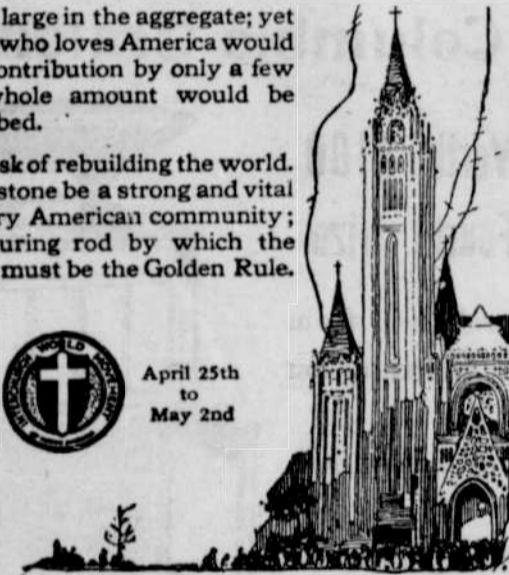 large in the aggregate; yet
who loves America would
ontribution by only a few
whole amount would be
bed.
sk of rebuilding the world.
stone be a strong and vital
ry American community;
uring rod by which the
must be the Golden Rule.
INTERCHURCH WORLD MOVEMENT
April 25th
to
May 2nd